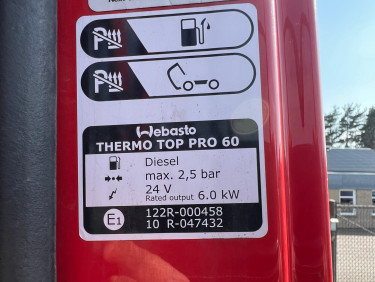 Webasto
THERMO TOP PRO 60
Diesel
max. 2,5 bar
24 V
Rated output 6.0 kW
E1
122R-000458
10 R-047432